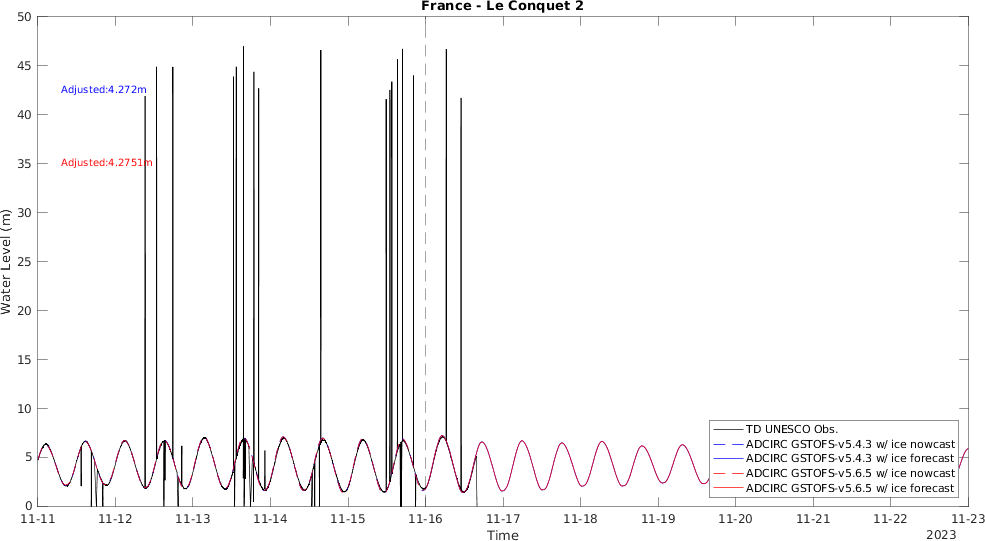 France - Le Conquet 2
50
45
40
35
30
25
20
15
10
5
0
Water Level (m)
Adjusted:4.272m
Adjusted:4.2751m
TD UNESCO Obs.
ADCIRC GSTOFS-v5.4.3 w/ ice nowcast
ADCIRC GSTOFS-v5.4.3 w/ ice forecast
ADCIRC GSTOFS-v5.6.5 w/ ice nowcast
ADCIRC GSTOFS-v5.6.5 w/ ice forecast
11-11 11-12 11-13 11-14 11-15 11-16 11-17 11-18 11-19 11-20 11-21 11-22 11-23
Time
2023